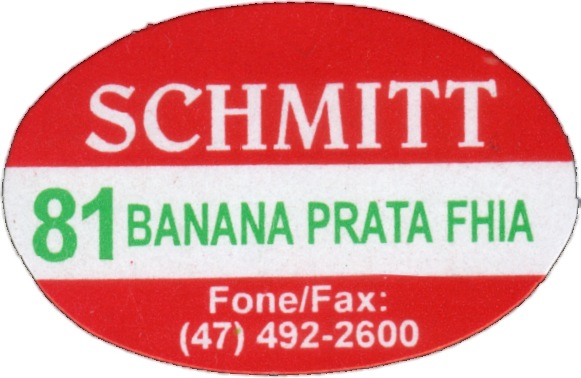 SCHMITT
81 BANANA PRATA FHIA
Fone/Fax:
(47) 492-2600